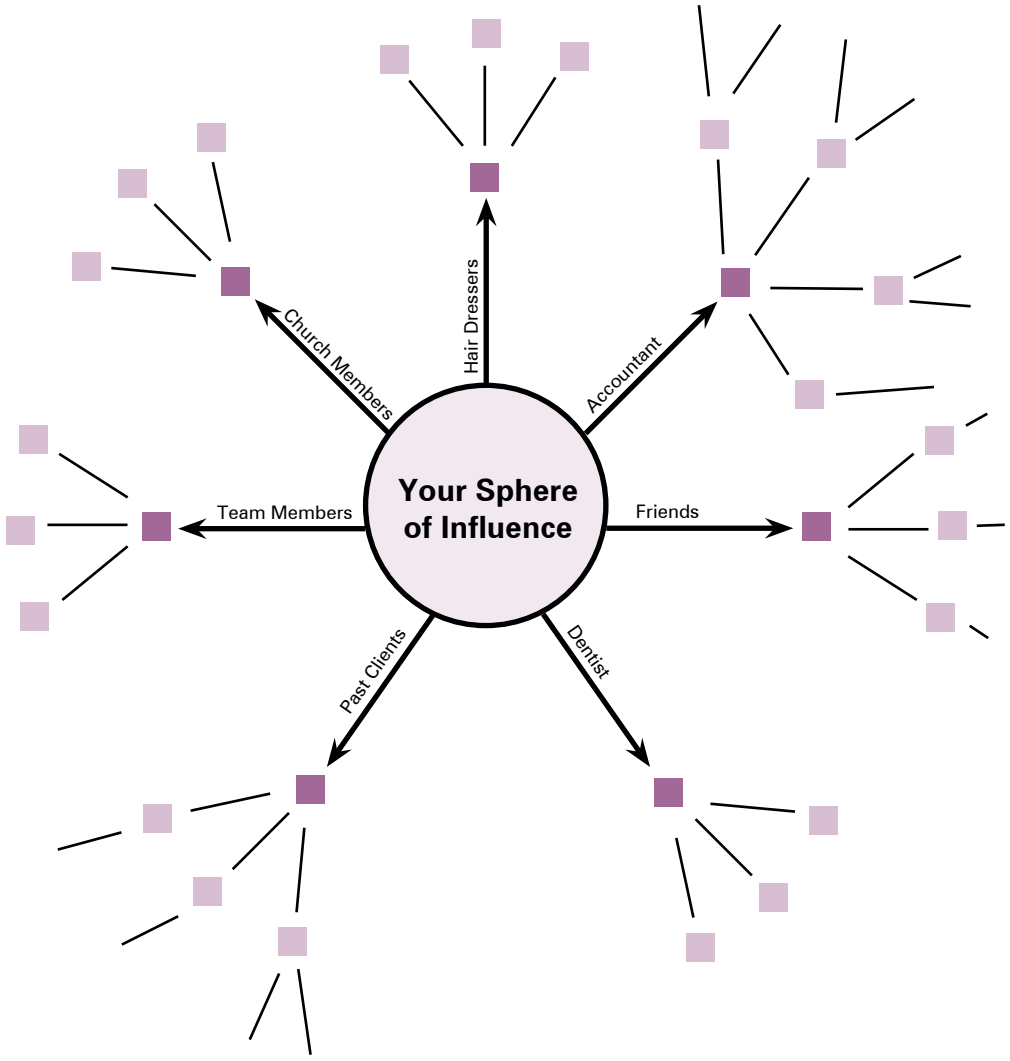 Hair Dressers
Church Members
Accountant
Your Sphere
of Influence
Team Members
Friends
Past Clients
Dentist